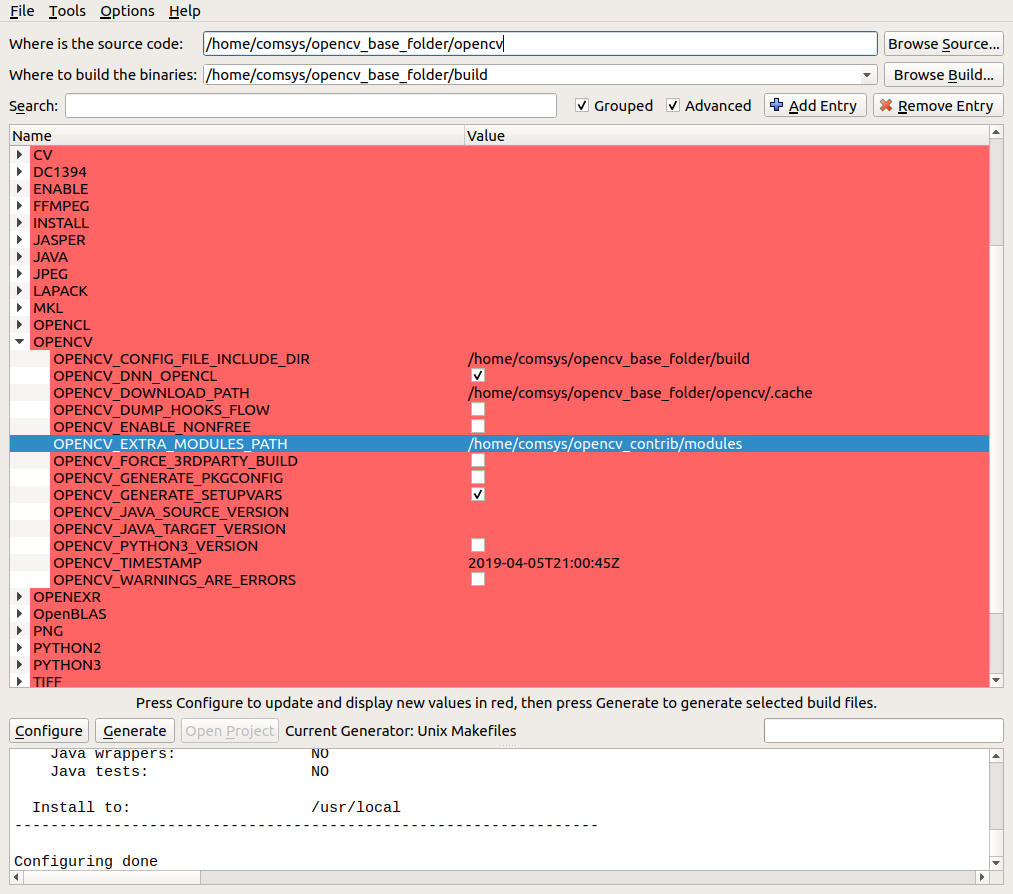 File Tools Options Help
Where is the source code: /home/comsys/opencv_base_folder/opencv Browse Source...
Where to build the binaries: /home/comsys/opencv_base_folder/build Browse Build...
Search: Grouped Advanced Add Entry Remove Entry
Name Value
CV
DC1394
ENABLE
FFMPEG
INSTALL
JASPER
JAVA
JPEG
LAPACK
MKL
OPENCL
OPENCV
OPENCV_CONFIG_FILE_INCLUDE_DIR /home/comsys/opencv_base_folder/build
OPENCV_DNN_OPENCL
OPENCV_DOWNLOAD_PATH /home/comsys/opencv_base_folder/opencv/.cache
OPENCV_DUMP_HOOKS_FLOW
OPENCV_ENABLE_NONFREE
OPENCV_EXTRA_MODULES_PATH /home/comsys/opencv_contrib/modules
OPENCV_FORCE_3RDPARTY_BUILD
OPENCV_GENERATE_PKGCONFIG
OPENCV_GENERATE_SETUPVARS
OPENCV_JAVA_SOURCE_VERSION
OPENCV_JAVA_TARGET_VERSION
OPENCV_PYTHON3_VERSION
OPENCV_TIMESTAMP 2019-04-05T21:00:45Z
OPENCV_WARNINGS_ARE_ERRORS
OPENEXR
OpenBLAS
PNG
PYTHON2
PYTHON3
TIFF
Press Configure to update and display new values in red, then press Generate to generate selected build files.
Configure Generate Open Project Current Generator: Unix Makefiles
Java wrappers: NO
Java tests: NO
Install to: /usr/local
-----------------------------------------------------------------
Configuring done